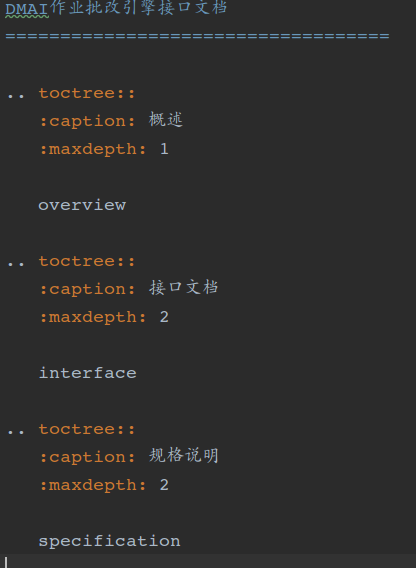 DMAI作业批改引擎接口文档
===================================
.. toctree::
:caption: 概述
:maxdepth: 1
overview
.. toctree::
:caption: 接口文档
:maxdepth: 2
interface
.. toctree::
:caption: 规格说明
:maxdepth: 2
specification